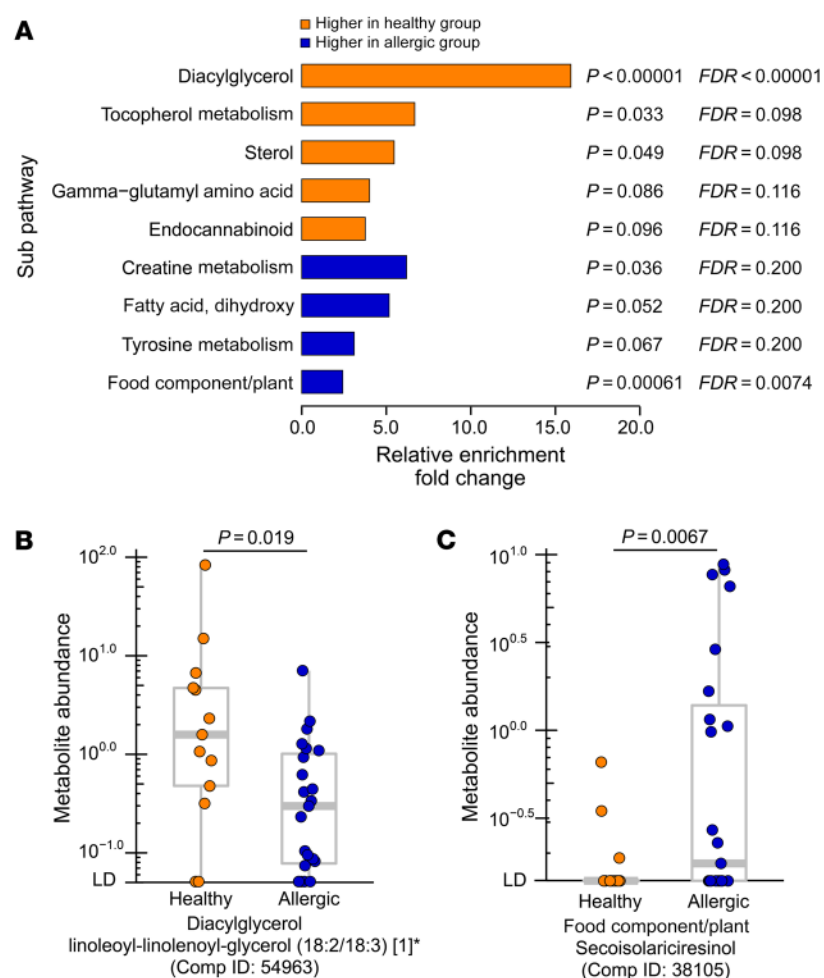 A
Higher in healthy group
Higher in allergic group
Sub pathway
Diacylglycerol P < 0.00001 FDR < 0.00001
Tocopherol metabolism P = 0.033 FDR = 0.098
Sterol P = 0.049 FDR = 0.098
Gamma−glutamyl amino acid P = 0.086 FDR = 0.116
Endocannabinoid P = 0.096 FDR = 0.116
Creatine metabolism P = 0.036 FDR = 0.200
Fatty acid, dihydroxy P = 0.052 FDR = 0.200
Tyrosine metabolism P = 0.067 FDR = 0.200
Food component/plant P = 0.00061 FDR = 0.0074
0.0 5.0 10.0 15.0 20.0
Relative enrichment
fold change
B
P = 0.019
Metabolite abundance
10^2.0
10^1.0
10^0.0
10^−1.0
LD
Healthy Allergic
Diacylglycerol
linoleoyl-linolenoyl-glycerol (18:2/18:3) [1]*
(Comp ID: 54963)
C
P = 0.0067
Metabolite abundance
10^1.0
10^0.5
10^0.0
10^−0.5
LD
Healthy Allergic
Food component/plant
Secoisolariciresinol
(Comp ID: 38105)